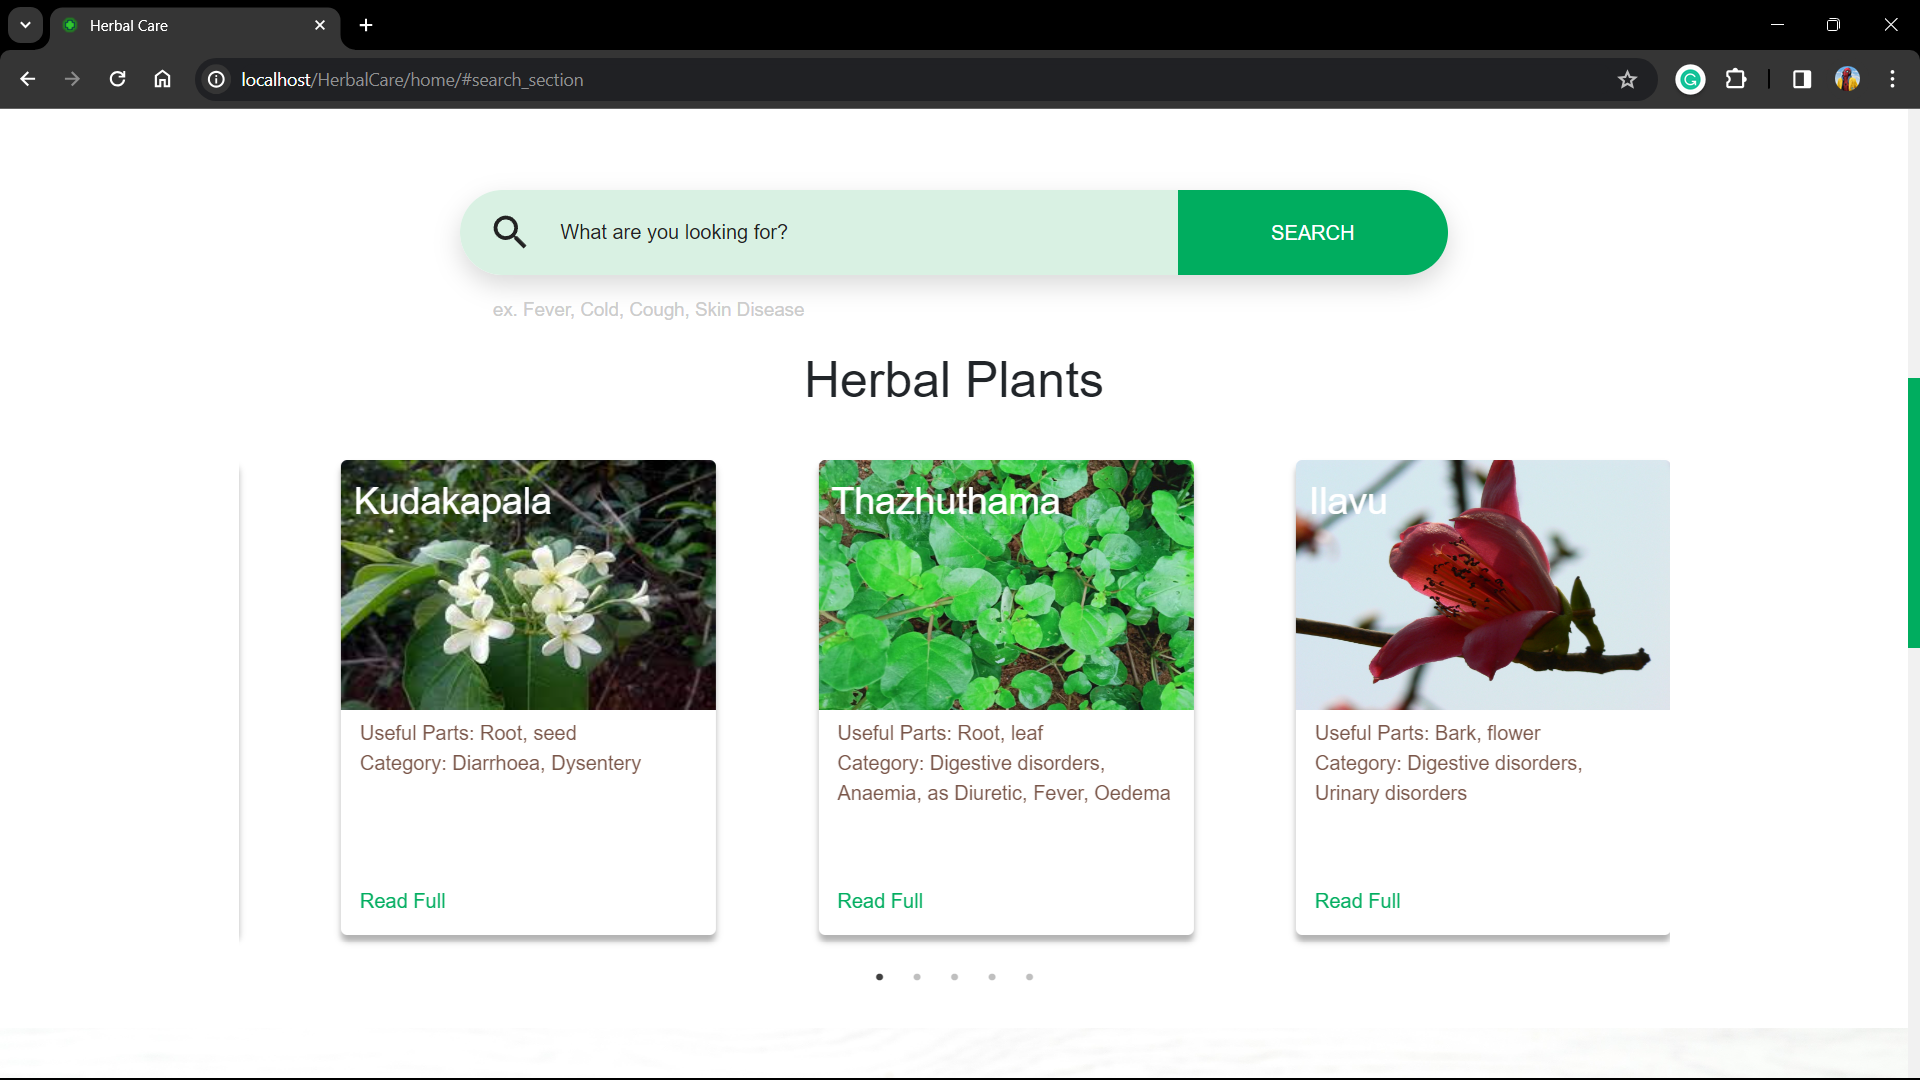 Herbal Care
localhost/HerbalCare/home/#search_section
What are you looking for?
SEARCH
ex. Fever, Cold, Cough, Skin Disease
Herbal Plants
Kudakapala
Useful Parts: Root, seed
Category: Diarrhoea, Dysentery
Read Full
Thazhuthama
Useful Parts: Root, leaf
Category: Digestive disorders,
Anaemia, as Diuretic, Fever, Oedema
Read Full
Ilavu
Useful Parts: Bark, flower
Category: Digestive disorders,
Urinary disorders
Read Full